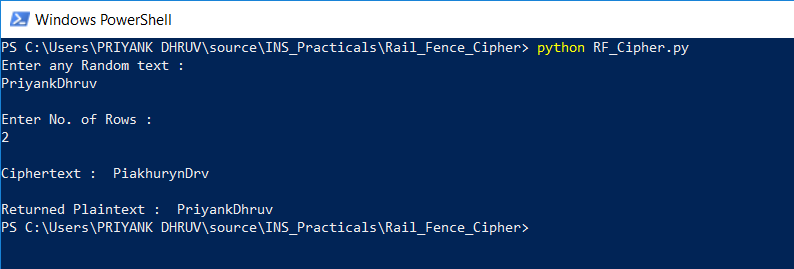 Windows PowerShell
PS C:\Users\PRIYANK DHRUV\source\INS_Practicals\Rail_Fence_Cipher> python RF_Cipher.py
Enter any Random text :
PriyankDhruv
Enter No. of Rows :
2
Ciphertext :  PiakhurynDrv
Returned Plaintext :  PriyankDhruv
PS C:\Users\PRIYANK DHRUV\source\INS_Practicals\Rail_Fence_Cipher>